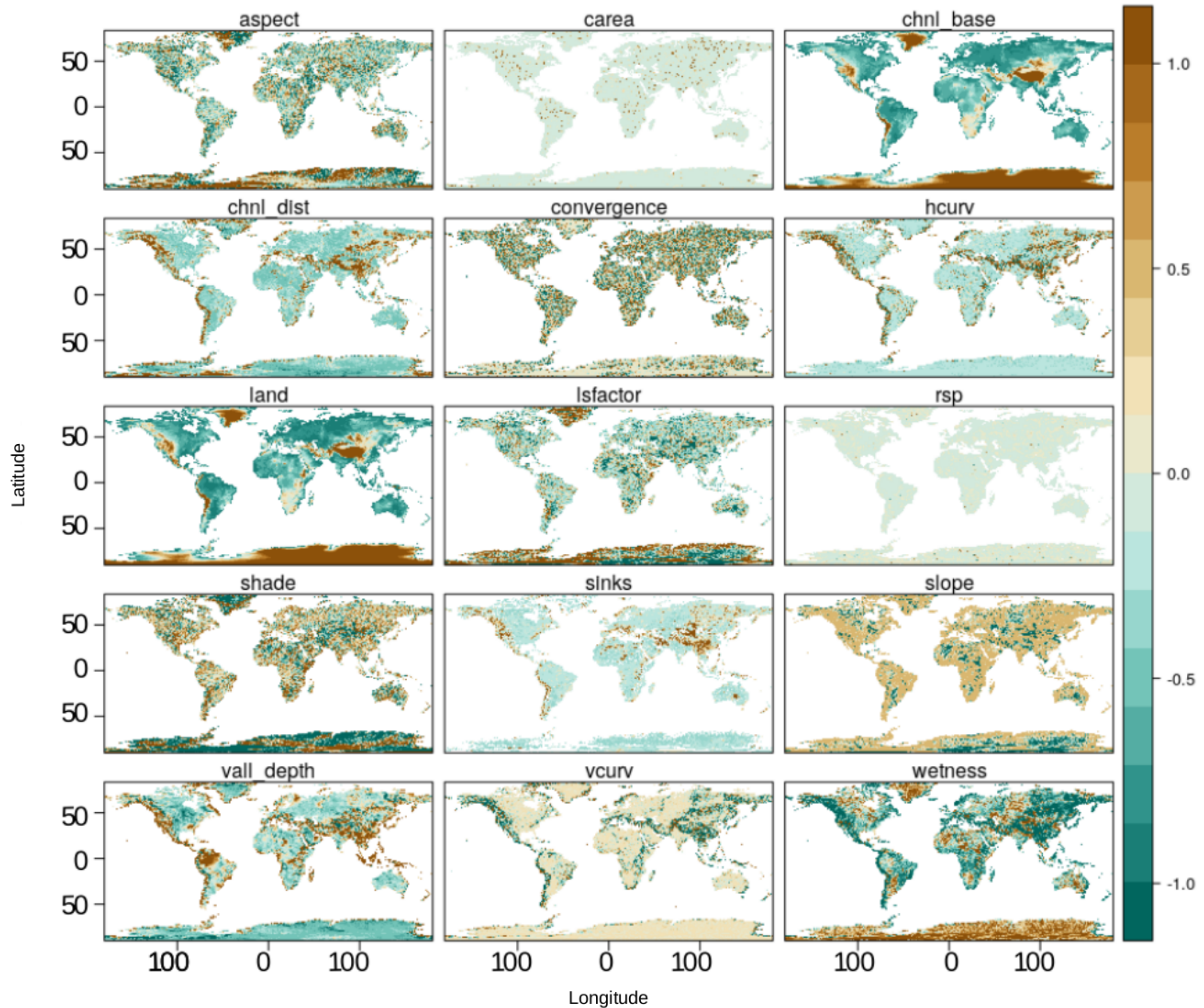 aspect
carea
chnl_base
50
0
50
chnl_dist
convergence
hcurv
50
0
50
land
lsfactor
rsp
50
0
50
shade
sinks
slope
50
0
50
vall_depth
vcurv
wetness
50
0
50
100 0 100
100 0 100
100 0 100
Longitude
Latitude
1.0
0.5
0.0
-0.5
-1.0